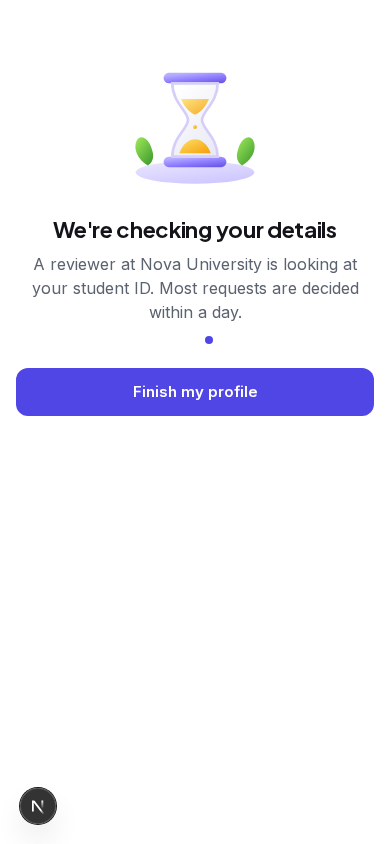 We're checking your details
A reviewer at Nova University is looking at
your student ID. Most requests are decided
within a day.
Finish my profile
N